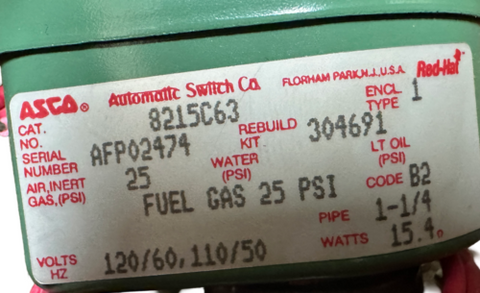 ASCO® Automatic Switch Co. FLORHAM PARK, N.J., U.S.A. Red-Hat
CAT. NO. 8215C63 REBUILD KIT 304691 ENCL TYPE 1
SERIAL NUMBER AFP02474 WATER (PSI) LT OIL (PSI)
AIR, INERT GAS, (PSI) 25 FUEL GAS 25 PSI CODE B2
PIPE 1-1/4
VOLTS HZ 120/60,110/50 WATTS 15.4